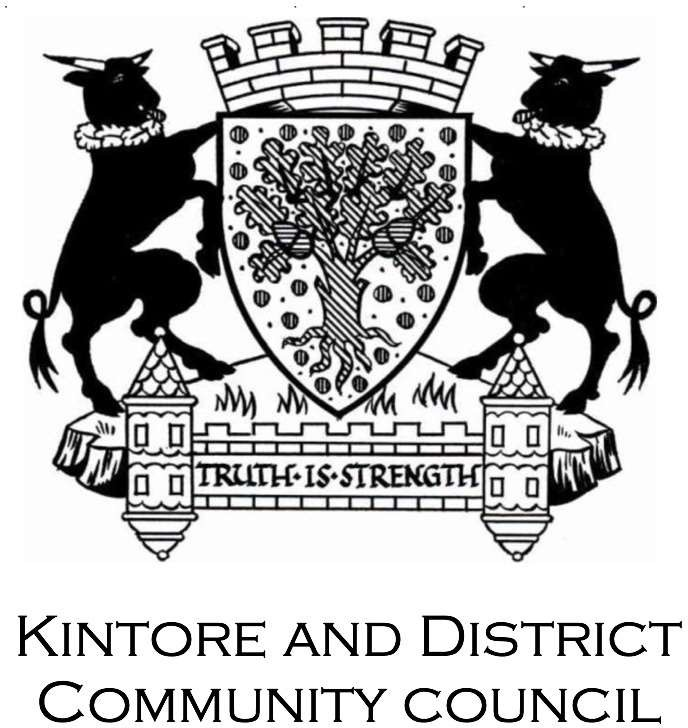 TRUTH·IS·STRENGTH
KINTORE AND DISTRICT
COMMUNITY COUNCIL